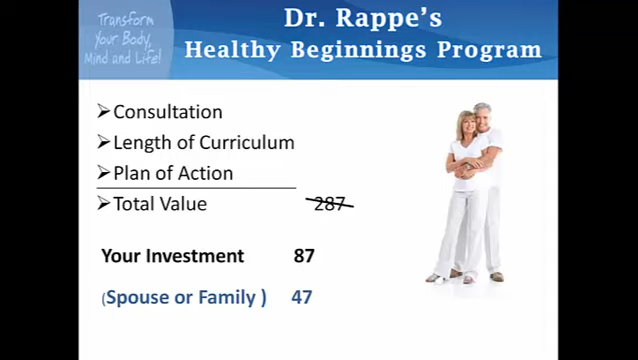 Transform
Your Body,
Mind and Life!
Dr. Rappe's
Healthy Beginnings Program
➢Consultation
➢Length of Curriculum
➢Plan of Action
➢Total Value 287
Your Investment 87
(Spouse or Family ) 47